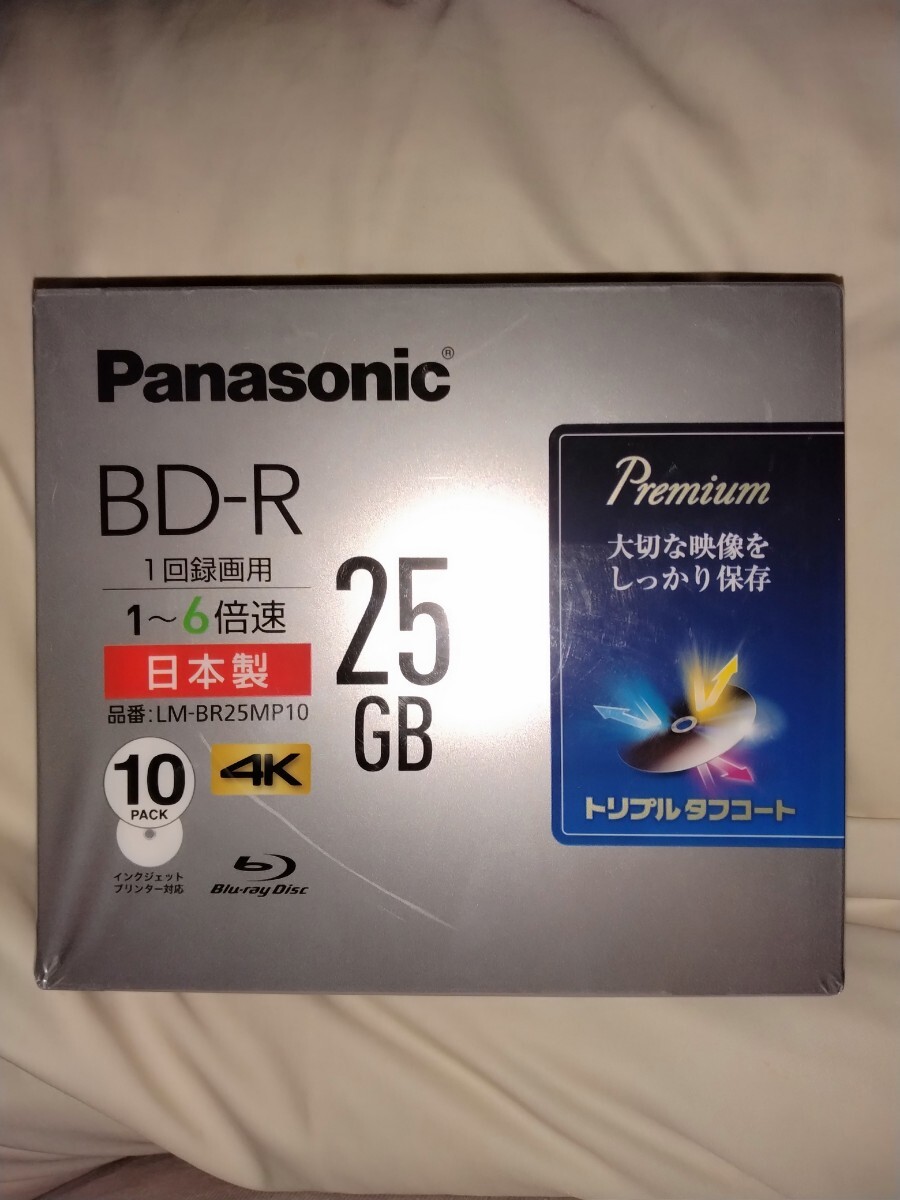 Panasonic®
BD-R
1回録画用
1～6倍速
日本製
品番:LM-BR25MP10
25
GB
10
PACK
4K
インクジェット
プリンター対応
Blu-ray Disc
Premium
大切な映像を
しっかり保存
トリプルタフコート